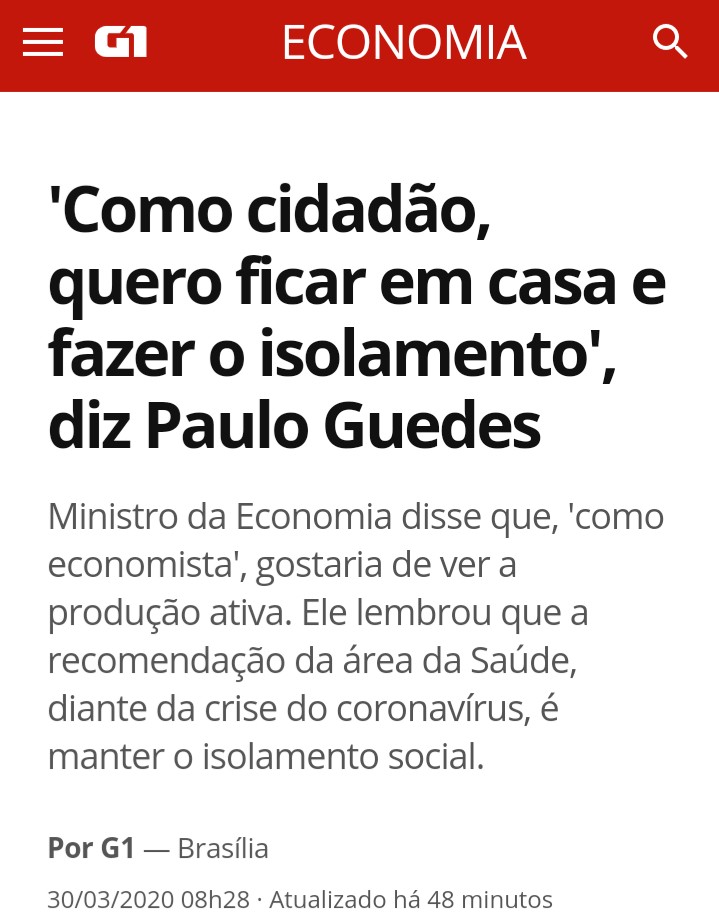 G1 ECONOMIA
'Como cidadão,
quero ficar em casa e
fazer o isolamento',
diz Paulo Guedes
Ministro da Economia disse que, 'como
economista', gostaria de ver a
produção ativa. Ele lembrou que a
recomendação da área da Saúde,
diante da crise do coronavírus, é
manter o isolamento social.
Por G1 — Brasília
30/03/2020 08h28 · Atualizado há 48 minutos